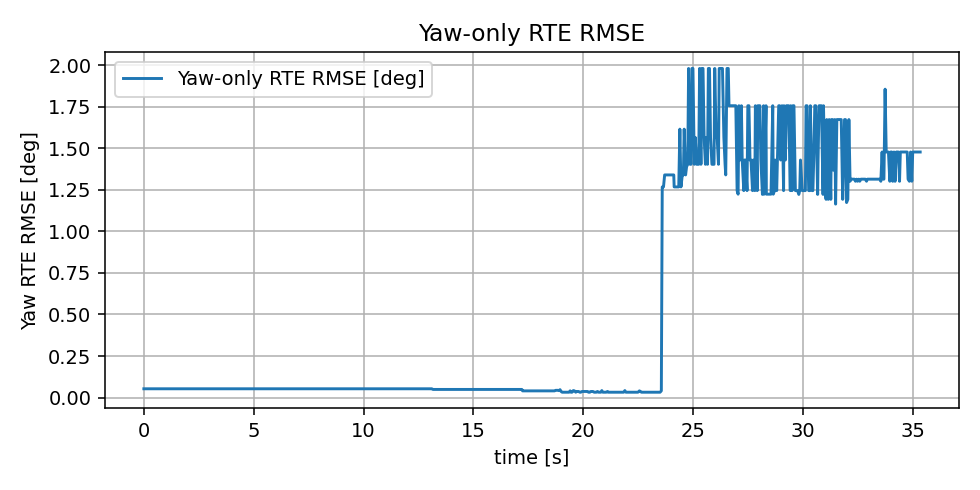 Yaw-only RTE RMSE
Yaw-only RTE RMSE [deg]
Yaw RTE RMSE [deg]
2.00
1.75
1.50
1.25
1.00
0.75
0.50
0.25
0.00
0 5 10 15 20 25 30 35
time [s]